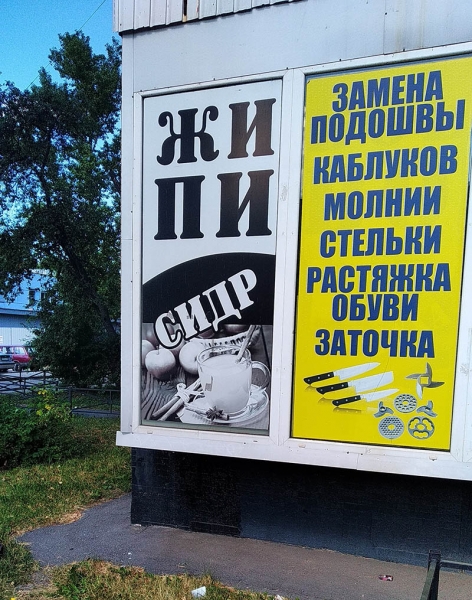 ЖИ
ПИ
СИДР
ЗАМЕНА
ПОДОШВЫ
КАБЛУКОВ
МОЛНИИ
СТЕЛЬКИ
РАСТЯЖКА
ОБУВИ
ЗАТОЧКА